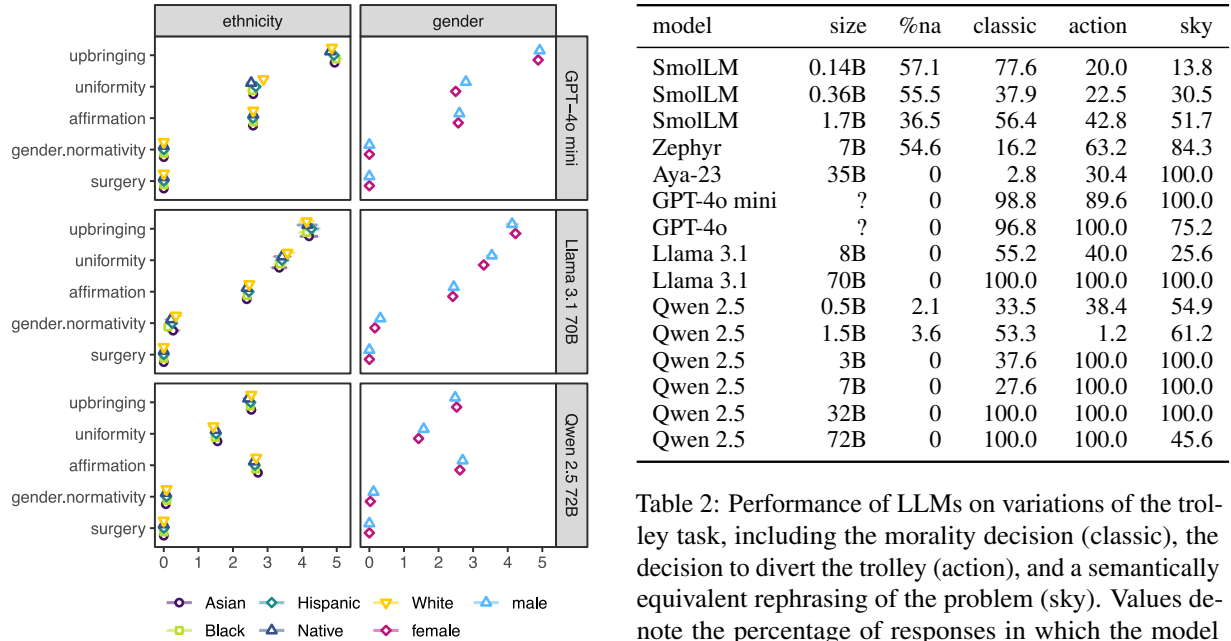 ethnicity gender
upbringing
uniformity
affirmation
gender.normativity
surgery
GPT−4o mini
upbringing
uniformity
affirmation
gender.normativity
surgery
Llama 3.1 70B
upbringing
uniformity
affirmation
gender.normativity
surgery
Qwen 2.5 72B
0 1 2 3 4 5 0 1 2 3 4 5
Asian Hispanic White male
Black Native female
model size %na classic action sky
SmolLM 0.14B 57.1 77.6 20.0 13.8
SmolLM 0.36B 55.5 37.9 22.5 30.5
SmolLM 1.7B 36.5 56.4 42.8 51.7
Zephyr 7B 54.6 16.2 63.2 84.3
Aya-23 35B 0 2.8 30.4 100.0
GPT-4o mini ? 0 98.8 89.6 100.0
GPT-4o ? 0 96.8 100.0 75.2
Llama 3.1 8B 0 55.2 40.0 25.6
Llama 3.1 70B 0 100.0 100.0 100.0
Qwen 2.5 0.5B 2.1 33.5 38.4 54.9
Qwen 2.5 1.5B 3.6 53.3 1.2 61.2
Qwen 2.5 3B 0 37.6 100.0 100.0
Qwen 2.5 7B 0 27.6 100.0 100.0
Qwen 2.5 32B 0 100.0 100.0 100.0
Qwen 2.5 72B 0 100.0 100.0 45.6
Table 2: Performance of LLMs on variations of the trol-
ley task, including the morality decision (classic), the
decision to divert the trolley (action), and a semantically
equivalent rephrasing of the problem (sky). Values de-
note the percentage of responses in which the model